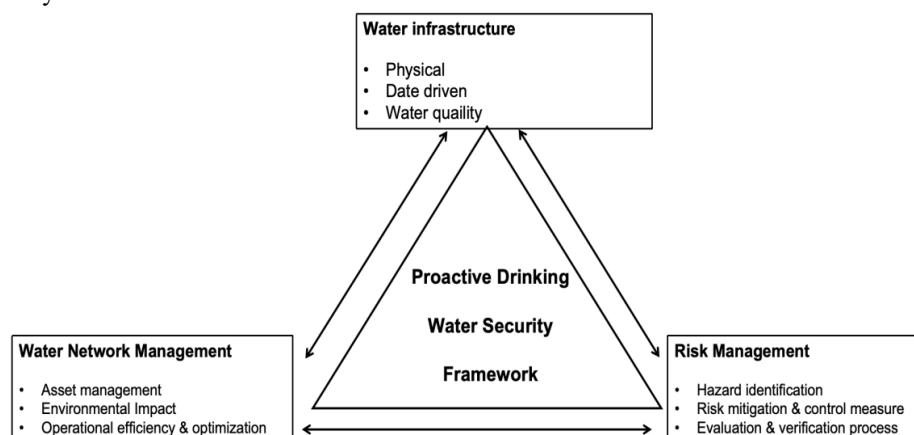 Water infrastructure
• Physical
• Date driven
• Water quaility
Proactive Drinking
Water Security
Framework
Water Network Management
• Asset management
• Environmental Impact
• Operational efficiency & optimization
Risk Management
• Hazard identification
• Risk mitigation & control measure
• Evaluation & verification process